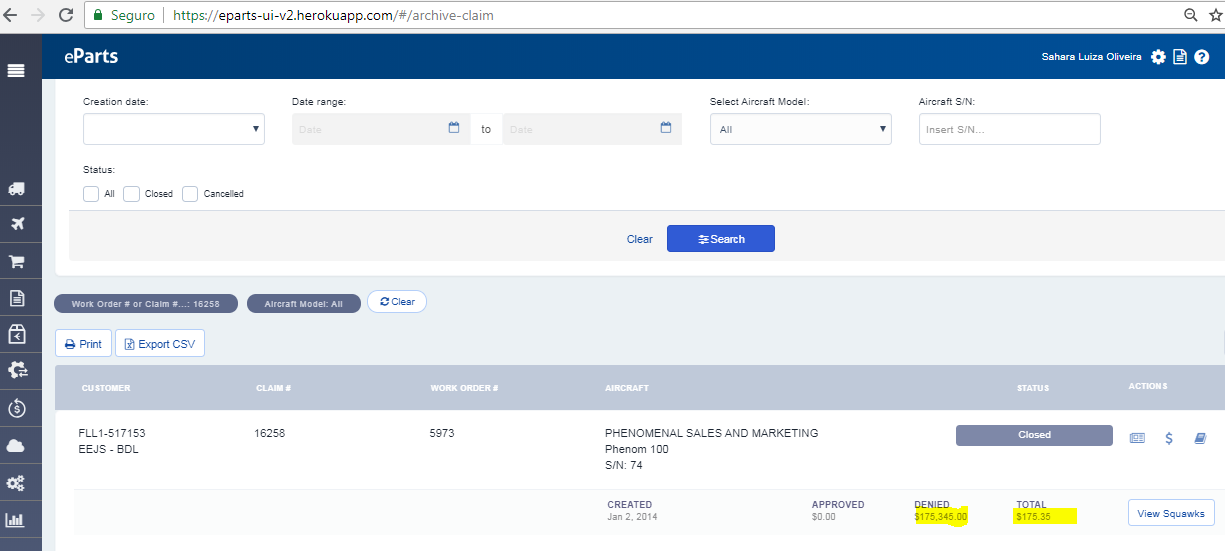 Seguro https://eparts-ui-v2.herokuapp.com/#/archive-claim
eParts
Sahara Luiza Oliveira
Creation date: Date range: Select Aircraft Model: Aircraft S/N:
Date to Date All Insert S/N...
Status:
All Closed Cancelled
Clear Search
Work Order # or Claim #...: 16258 Aircraft Model: All Clear
Print Export CSV
CUSTOMER CLAIM # WORK ORDER # AIRCRAFT STATUS ACTIONS
FLL1-517153 16258 5973 PHENOMENAL SALES AND MARKETING Closed
EEJS - BDL Phenom 100
S/N: 74
CREATED APPROVED DENIED TOTAL
Jan 2, 2014 $0.00 $175,345.00 $175.35 View Squawks